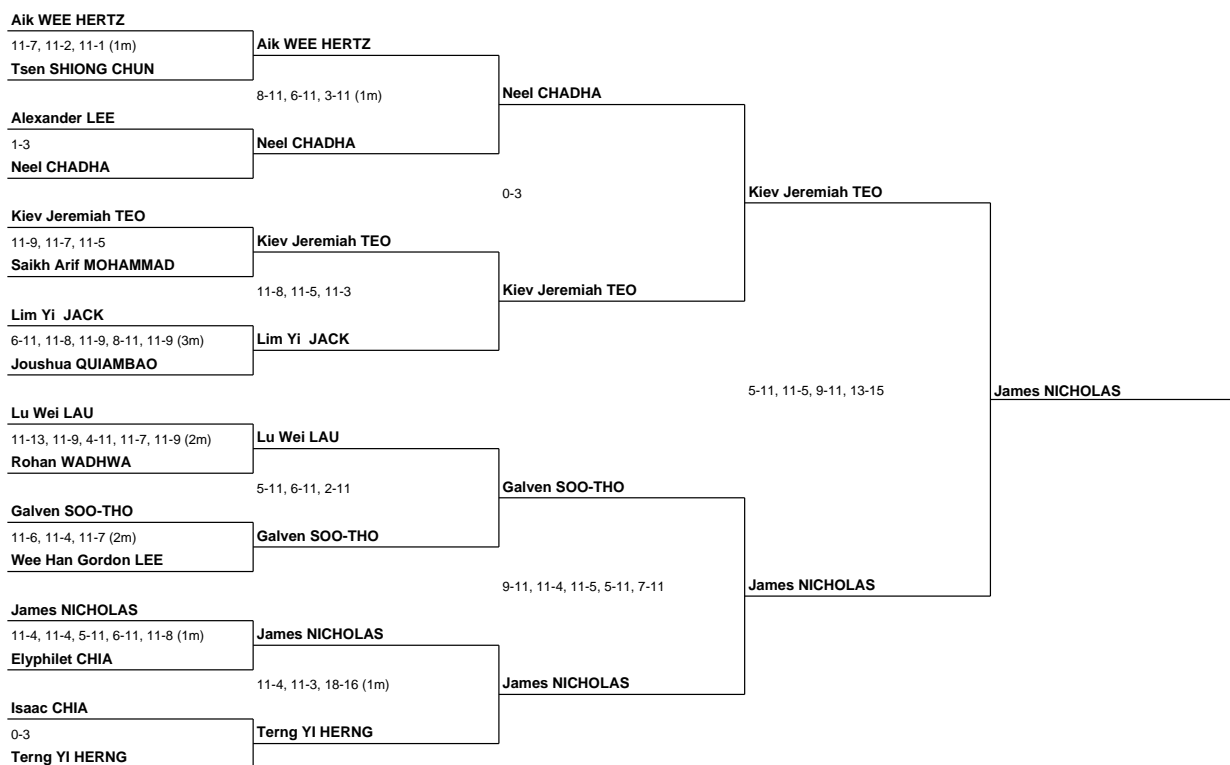 Aik WEE HERTZ
11-7, 11-2, 11-1 (1m)
Tsen SHIONG CHUN
Alexander LEE
1-3
Neel CHADHA
Kiev Jeremiah TEO
11-9, 11-7, 11-5
Saikh Arif MOHAMMAD
Lim Yi  JACK
6-11, 11-8, 11-9, 8-11, 11-9 (3m)
Joushua QUIAMBAO
Lu Wei LAU
11-13, 11-9, 4-11, 11-7, 11-9 (2m)
Rohan WADHWA
Galven SOO-THO
11-6, 11-4, 11-7 (2m)
Wee Han Gordon LEE
James NICHOLAS
11-4, 11-4, 5-11, 6-11, 11-8 (1m)
Elyphilet CHIA
Isaac CHIA
0-3
Terng YI HERNG
Aik WEE HERTZ
8-11, 6-11, 3-11 (1m)
Neel CHADHA
Kiev Jeremiah TEO
11-8, 11-5, 11-3
Lim Yi  JACK
Lu Wei LAU
5-11, 6-11, 2-11
Galven SOO-THO
James NICHOLAS
11-4, 11-3, 18-16 (1m)
Terng YI HERNG
Neel CHADHA
0-3
Kiev Jeremiah TEO
Galven SOO-THO
9-11, 11-4, 11-5, 5-11, 7-11
James NICHOLAS
Kiev Jeremiah TEO
5-11, 11-5, 9-11, 13-15
James NICHOLAS
James NICHOLAS